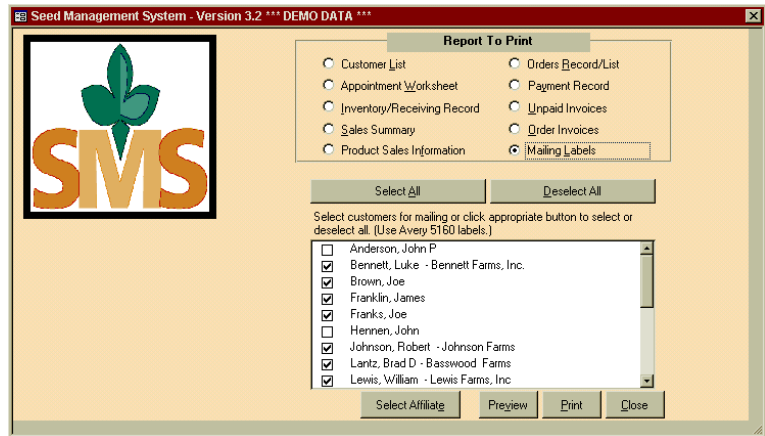 Seed Management System - Version 3.2 *** DEMO DATA ***
SMS
Report To Print
Customer List
Orders Record/List
Appointment Worksheet
Payment Record
Inventory/Receiving Record
Unpaid Invoices
Sales Summary
Order Invoices
Product Sales Information
Mailing Labels
Select All
Deselect All
Select customers for mailing or click appropriate button to select or
deselect all. (Use Avery 5160 labels.)
Anderson, John P
Bennett, Luke - Bennett Farms, Inc.
Brown, Joe
Franklin, James
Franks, Joe
Hennen, John
Johnson, Robert - Johnson Farms
Lantz, Brad D - Basswood Farms
Lewis, William - Lewis Farms, Inc
Select Affiliate
Preview
Print
Close